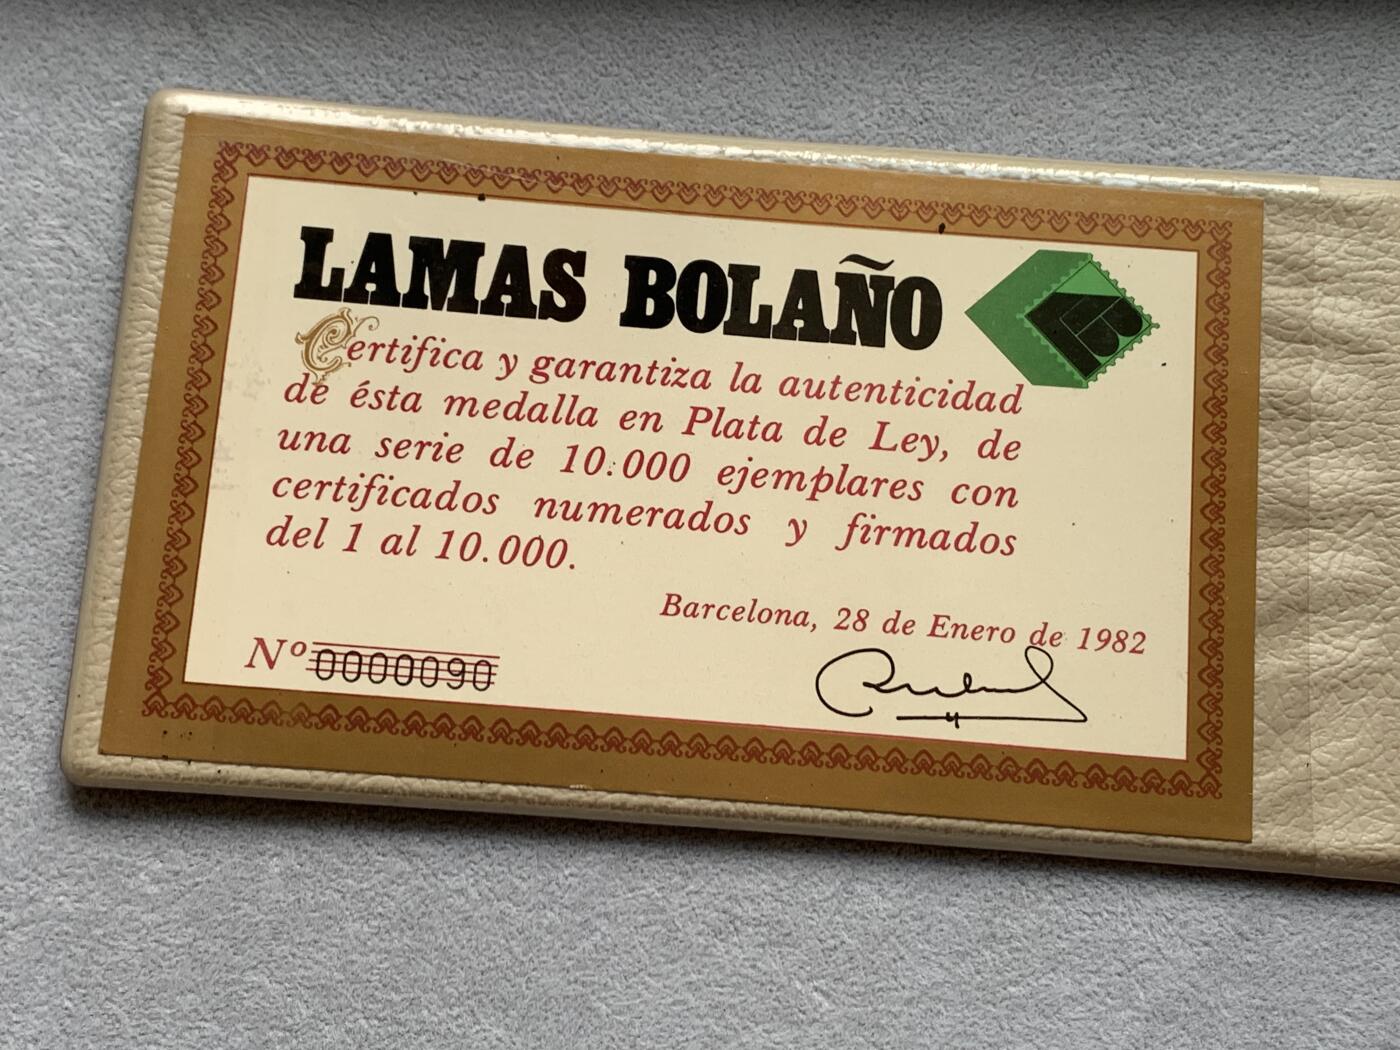 LAMAS BOLAÑO
Certifica y garantiza la autenticidad
de ésta medalla en Plata de Ley, de
una serie de 10.000 ejemplares con
certificados numerados y firmados
del 1 al 10.000.
Barcelona, 28 de Enero de 1982
Nº 0000090